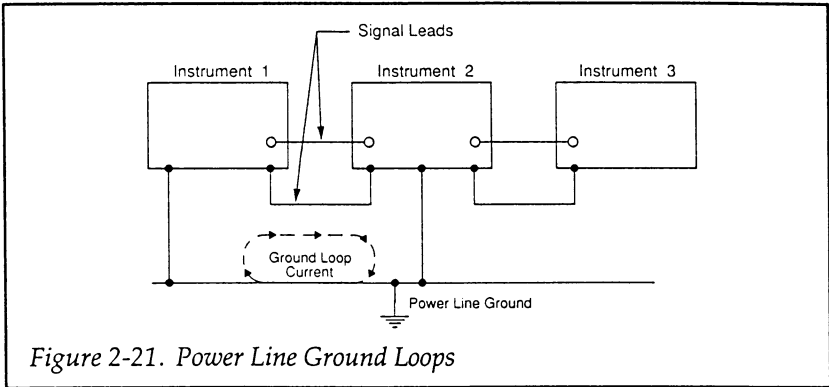 Signal Leads
Instrument 1
Instrument 2
Instrument 3
Ground Loop
Current
Power Line Ground
Figure 2-21. Power Line Ground Loops